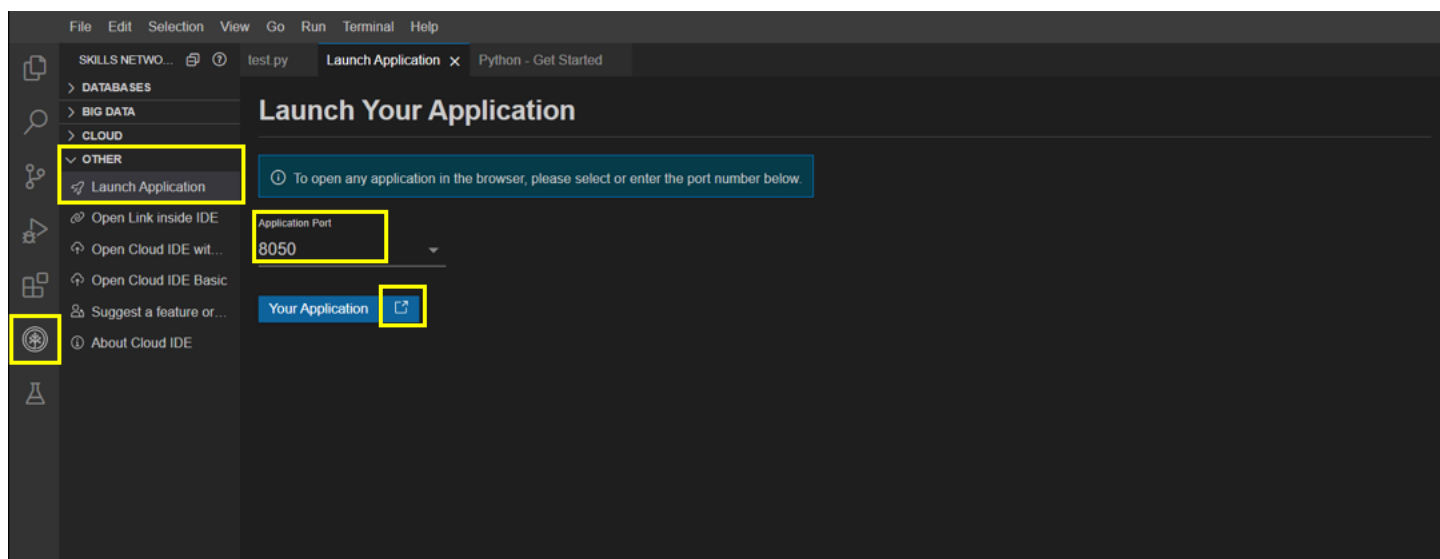 File Edit Selection View Go Run Terminal Help
SKILLS NETWO...
test.py Launch Application Python - Get Started
DATABASES
BIG DATA
CLOUD
OTHER
Launch Application
Open Link inside IDE
Open Cloud IDE wit...
Open Cloud IDE Basic
Suggest a feature or...
About Cloud IDE
Launch Your Application
To open any application in the browser, please select or enter the port number below.
Application Port
8050
Your Application